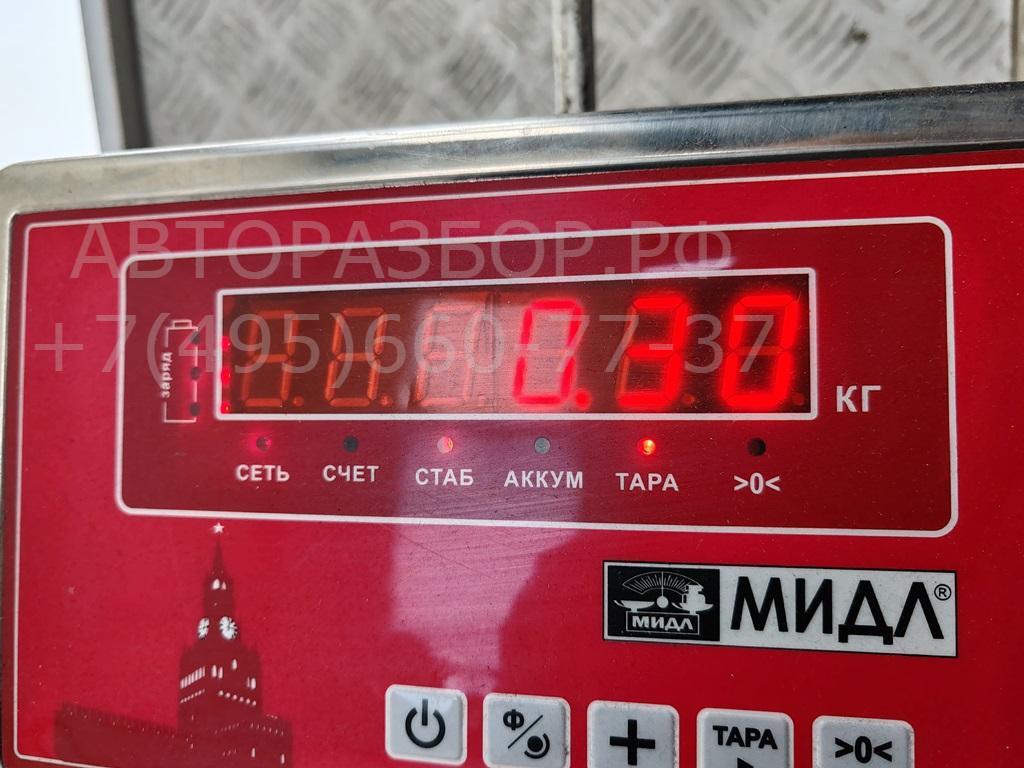 АВТОРАЗБОР.РФ
+7(495)660-77-37
заряд
0.30 КГ
СЕТЬ СЧЕТ СТАБ АККУМ ТАРА >0<
МИДЛ МИДЛ®
Ф/ + ТАРА >0<